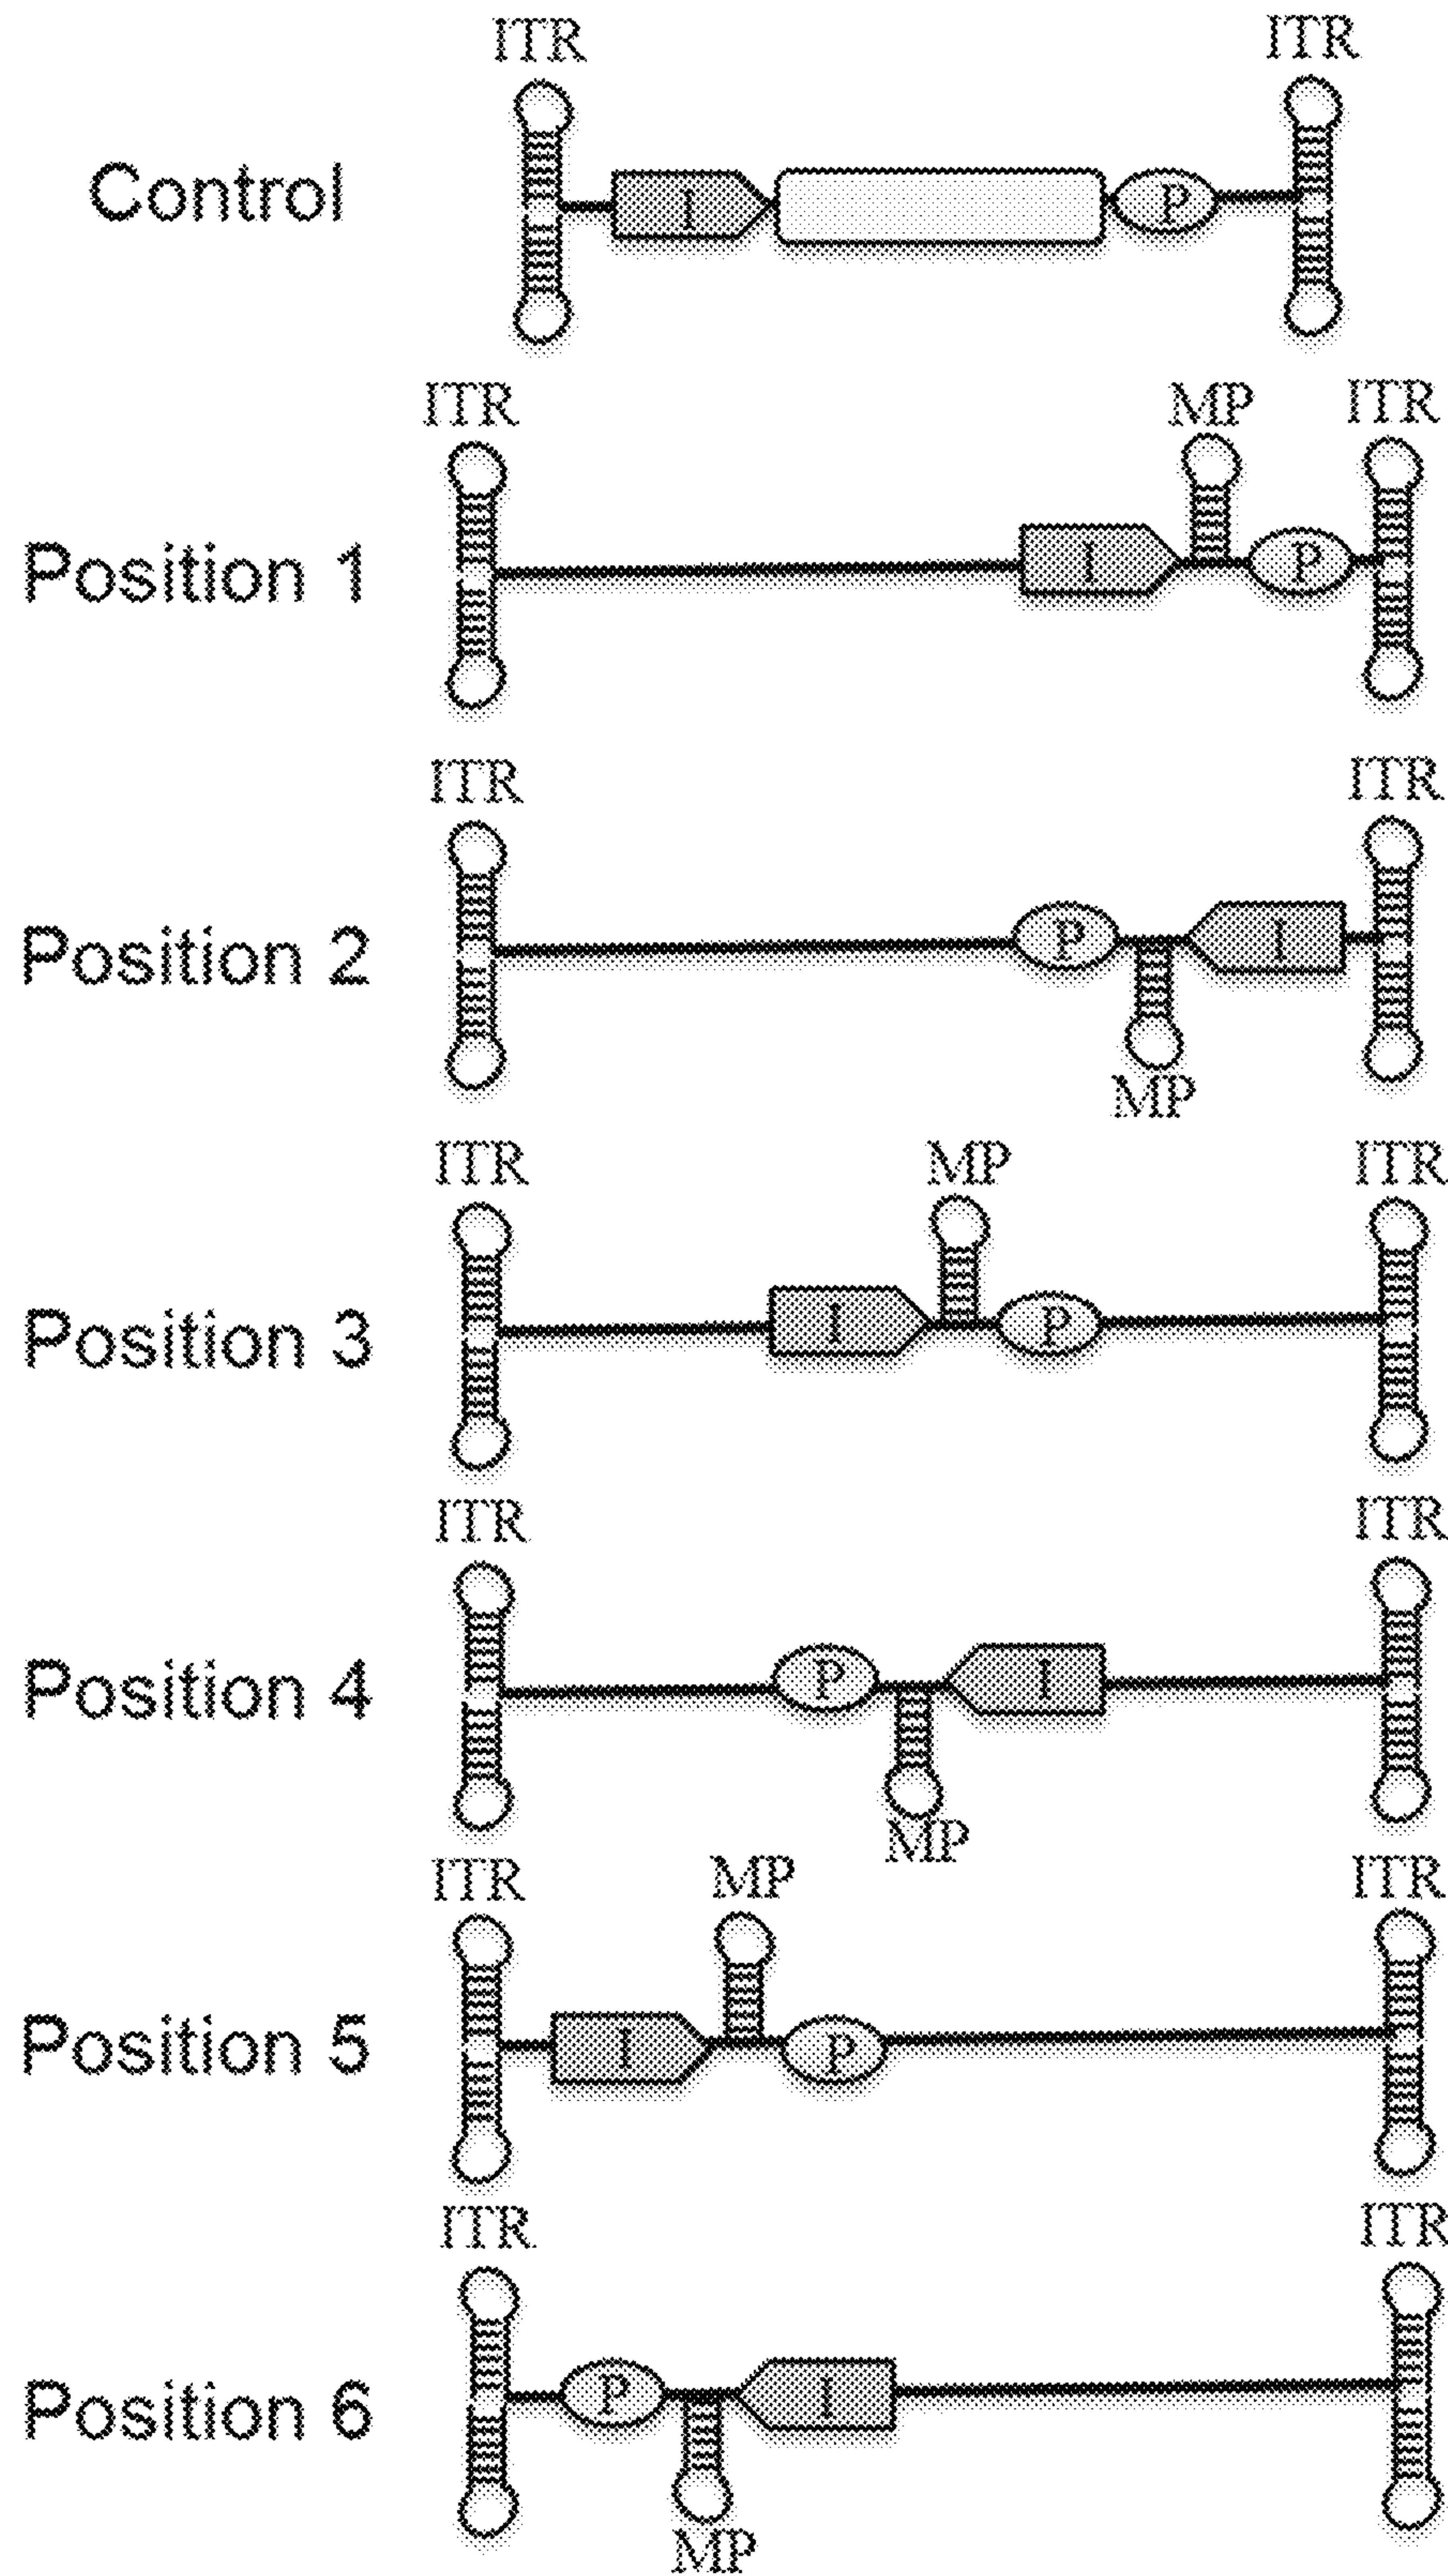 ITR ITR
Control I P
ITR MP ITR
Position 1 I P
ITR ITR
Position 2 P I
MP
ITR MP ITR
Position 3 I P
ITR ITR
Position 4 P I
MP
ITR MP ITR
Position 5 I P
ITR ITR
Position 6 P I
MP